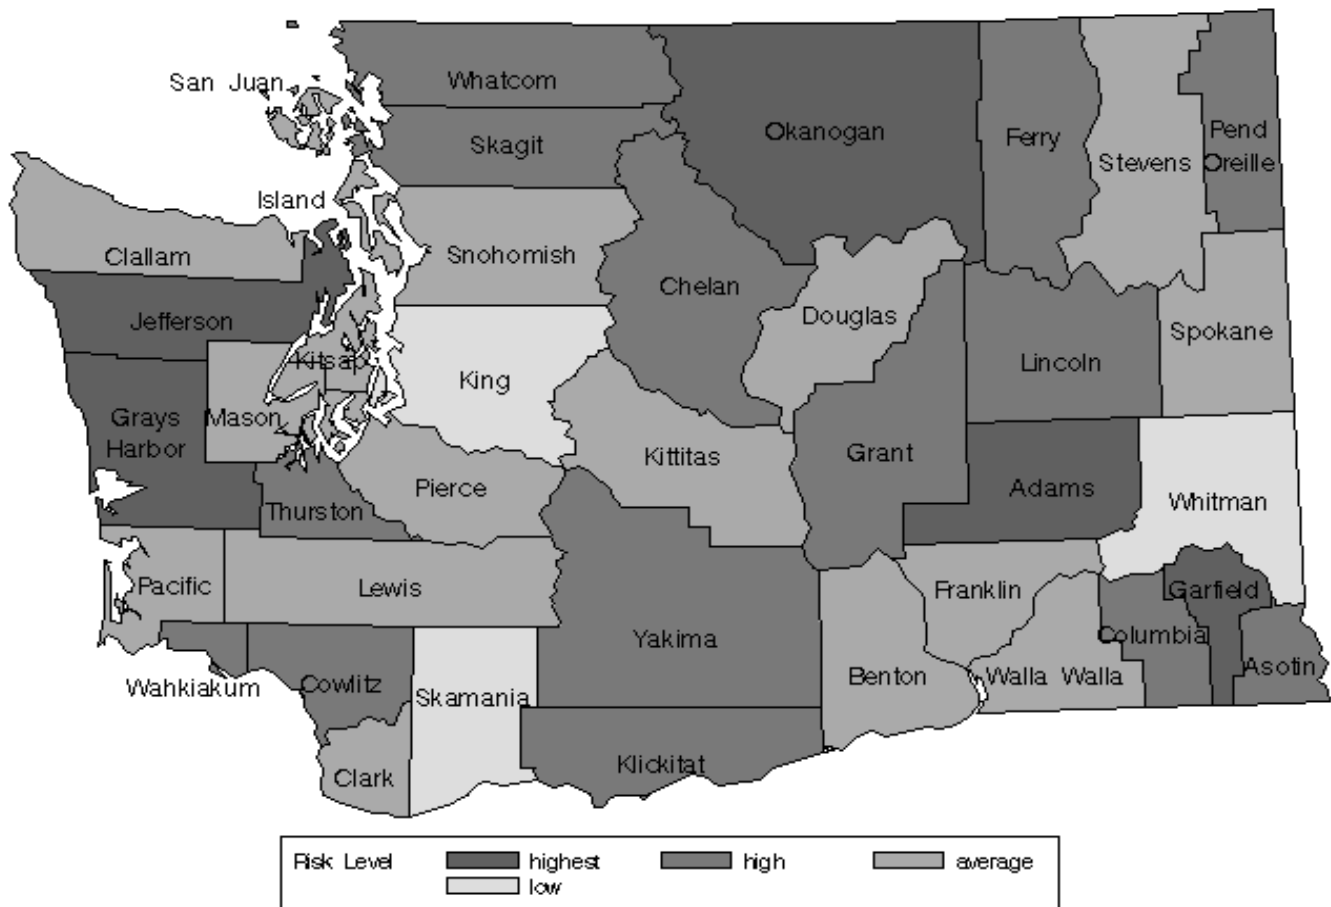 Whatcom
San Juan
Okanogan
Pend
Oreille
Ferry
Skagit
Stevens
Island
Clallam
Snohomish
Chelan
Douglas
Jefferson
Spokane
Kitsap
Lincoln
King
Grays
Harbor
Mason
Kittitas
Grant
Pierce
Adams
Whitman
Thurston
Pacific
Lewis
Franklin
Garfield
Yakima
Columbia
Asotin
Wahkiakum
Cowlitz
Skamania
Benton
Walla Walla
Clark
Klickitat
Risk Level highest high average
low